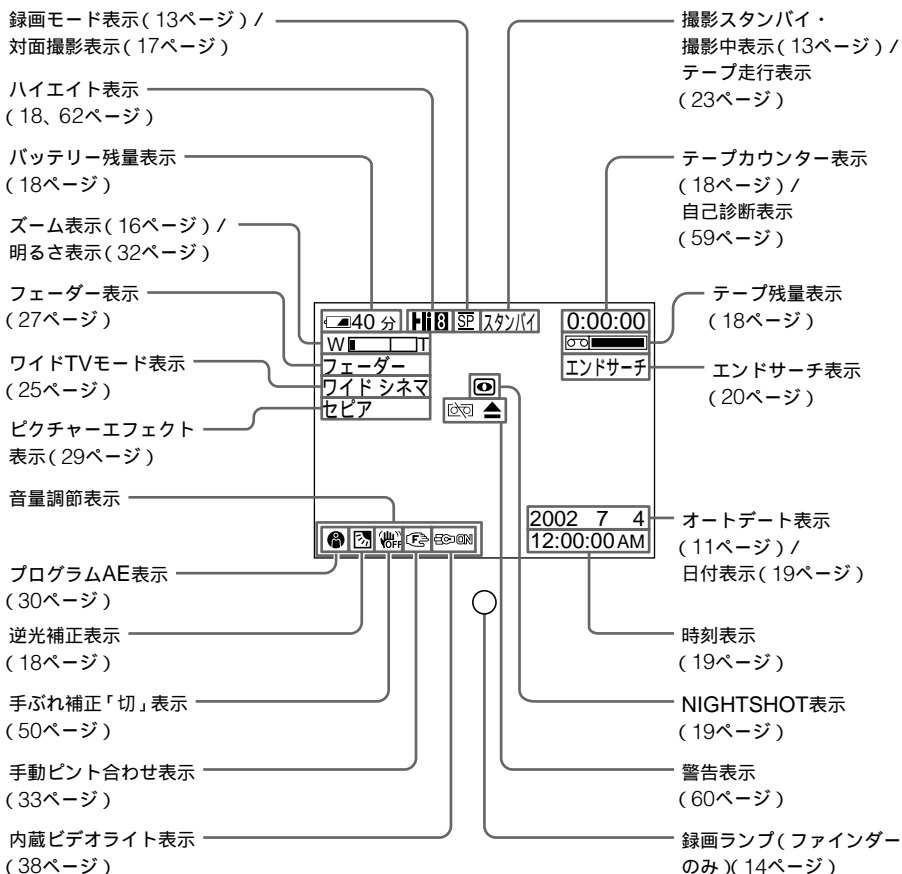 録画モード表示(13ページ)/
対面撮影表示(17ページ)
ハイエイト表示
(18、62ページ)
バッテリー残量表示
(18ページ)
ズーム表示(16ページ)/
明るさ表示(32ページ)
フェーダー表示
(27ページ)
ワイドTVモード表示
(25ページ)
ピクチャーエフェクト
表示(29ページ)
音量調節表示
プログラムAE表示
(30ページ)
逆光補正表示
(18ページ)
手ぶれ補正「切」表示
(50ページ)
手動ピント合わせ表示
(33ページ)
内蔵ビデオライト表示
(38ページ)
40 分 Hi8 SP スタンバイ 0:00:00
W T
フェーダー
エンドサーチ
ワイド シネマ
セピア
2002 7 4
12:00:00 AM
OFF F ON
撮影スタンバイ・
撮影中表示(13ページ)/
テープ走行表示
(23ページ)
テープカウンター表示
(18ページ)/
自己診断表示
(59ページ)
テープ残量表示
(18ページ)
エンドサーチ表示
(20ページ)
オートデート表示
(11ページ)/
日付表示(19ページ)
時刻表示
(19ページ)
NIGHTSHOT表示
(19ページ)
警告表示
(60ページ)
録画ランプ(ファインダー
のみ)(14ページ)